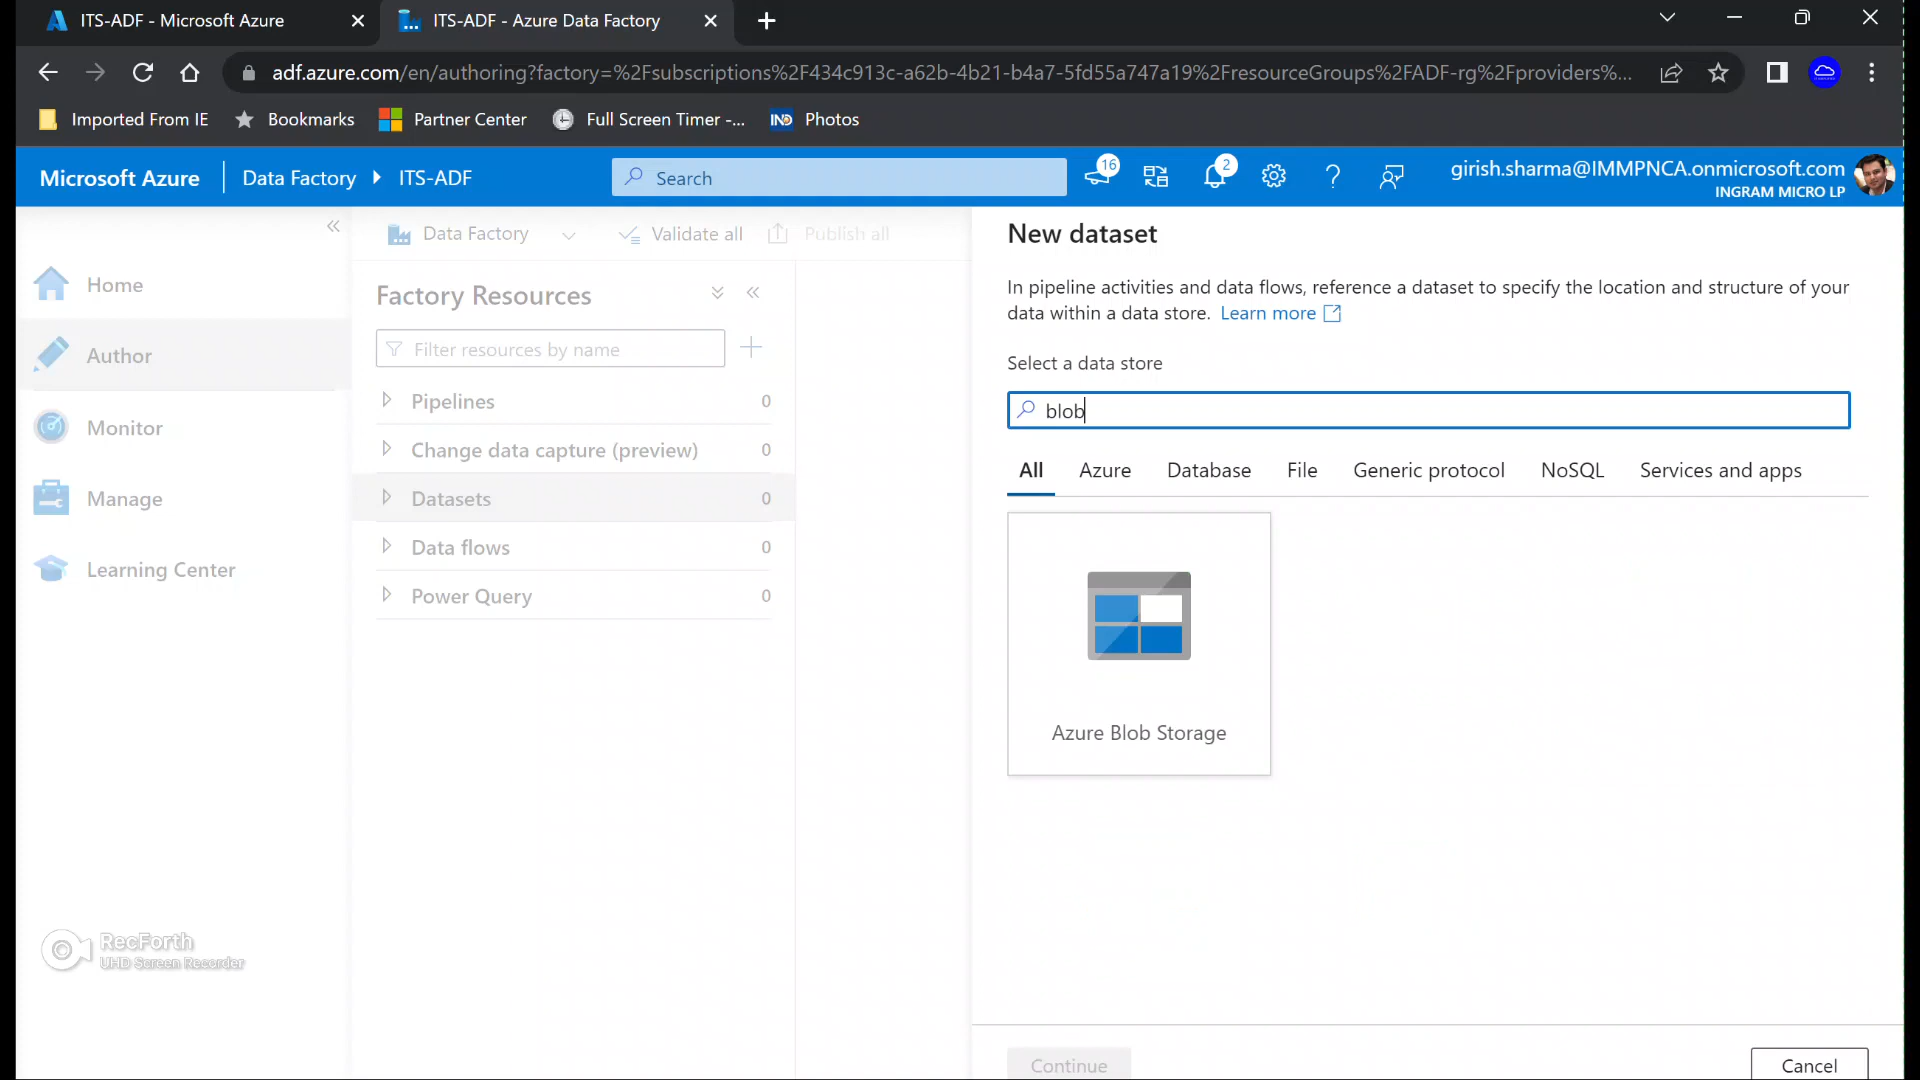 ITS-ADF - Microsoft Azure
ITS-ADF - Azure Data Factory
adf.azure.com/en/authoring?factory=%2Fsubscriptions%2F434c913c-a62b-4b21-b4a7-5fd55a747a19%2FresourceGroups%2FADF-rg%2Fproviders%...
Imported From IE
Bookmarks
Partner Center
Full Screen Timer -...
IND
Photos
Microsoft Azure
Data Factory
ITS-ADF
Search
16
2
girish.sharma@IMMPNCA.onmicrosoft.com
INGRAM MICRO LP
Home
Author
Monitor
Manage
Learning Center
Data Factory
Validate all
Publish all
Factory Resources
Filter resources by name
Pipelines 0
Change data capture (preview) 0
Datasets 0
Data flows 0
Power Query 0
New dataset
In pipeline activities and data flows, reference a dataset to specify the location and structure of your
data within a data store. Learn more
Select a data store
blob
All Azure Database File Generic protocol NoSQL Services and apps
Azure Blob Storage
Continue
Cancel
RecForth
UHD Screen Recorder